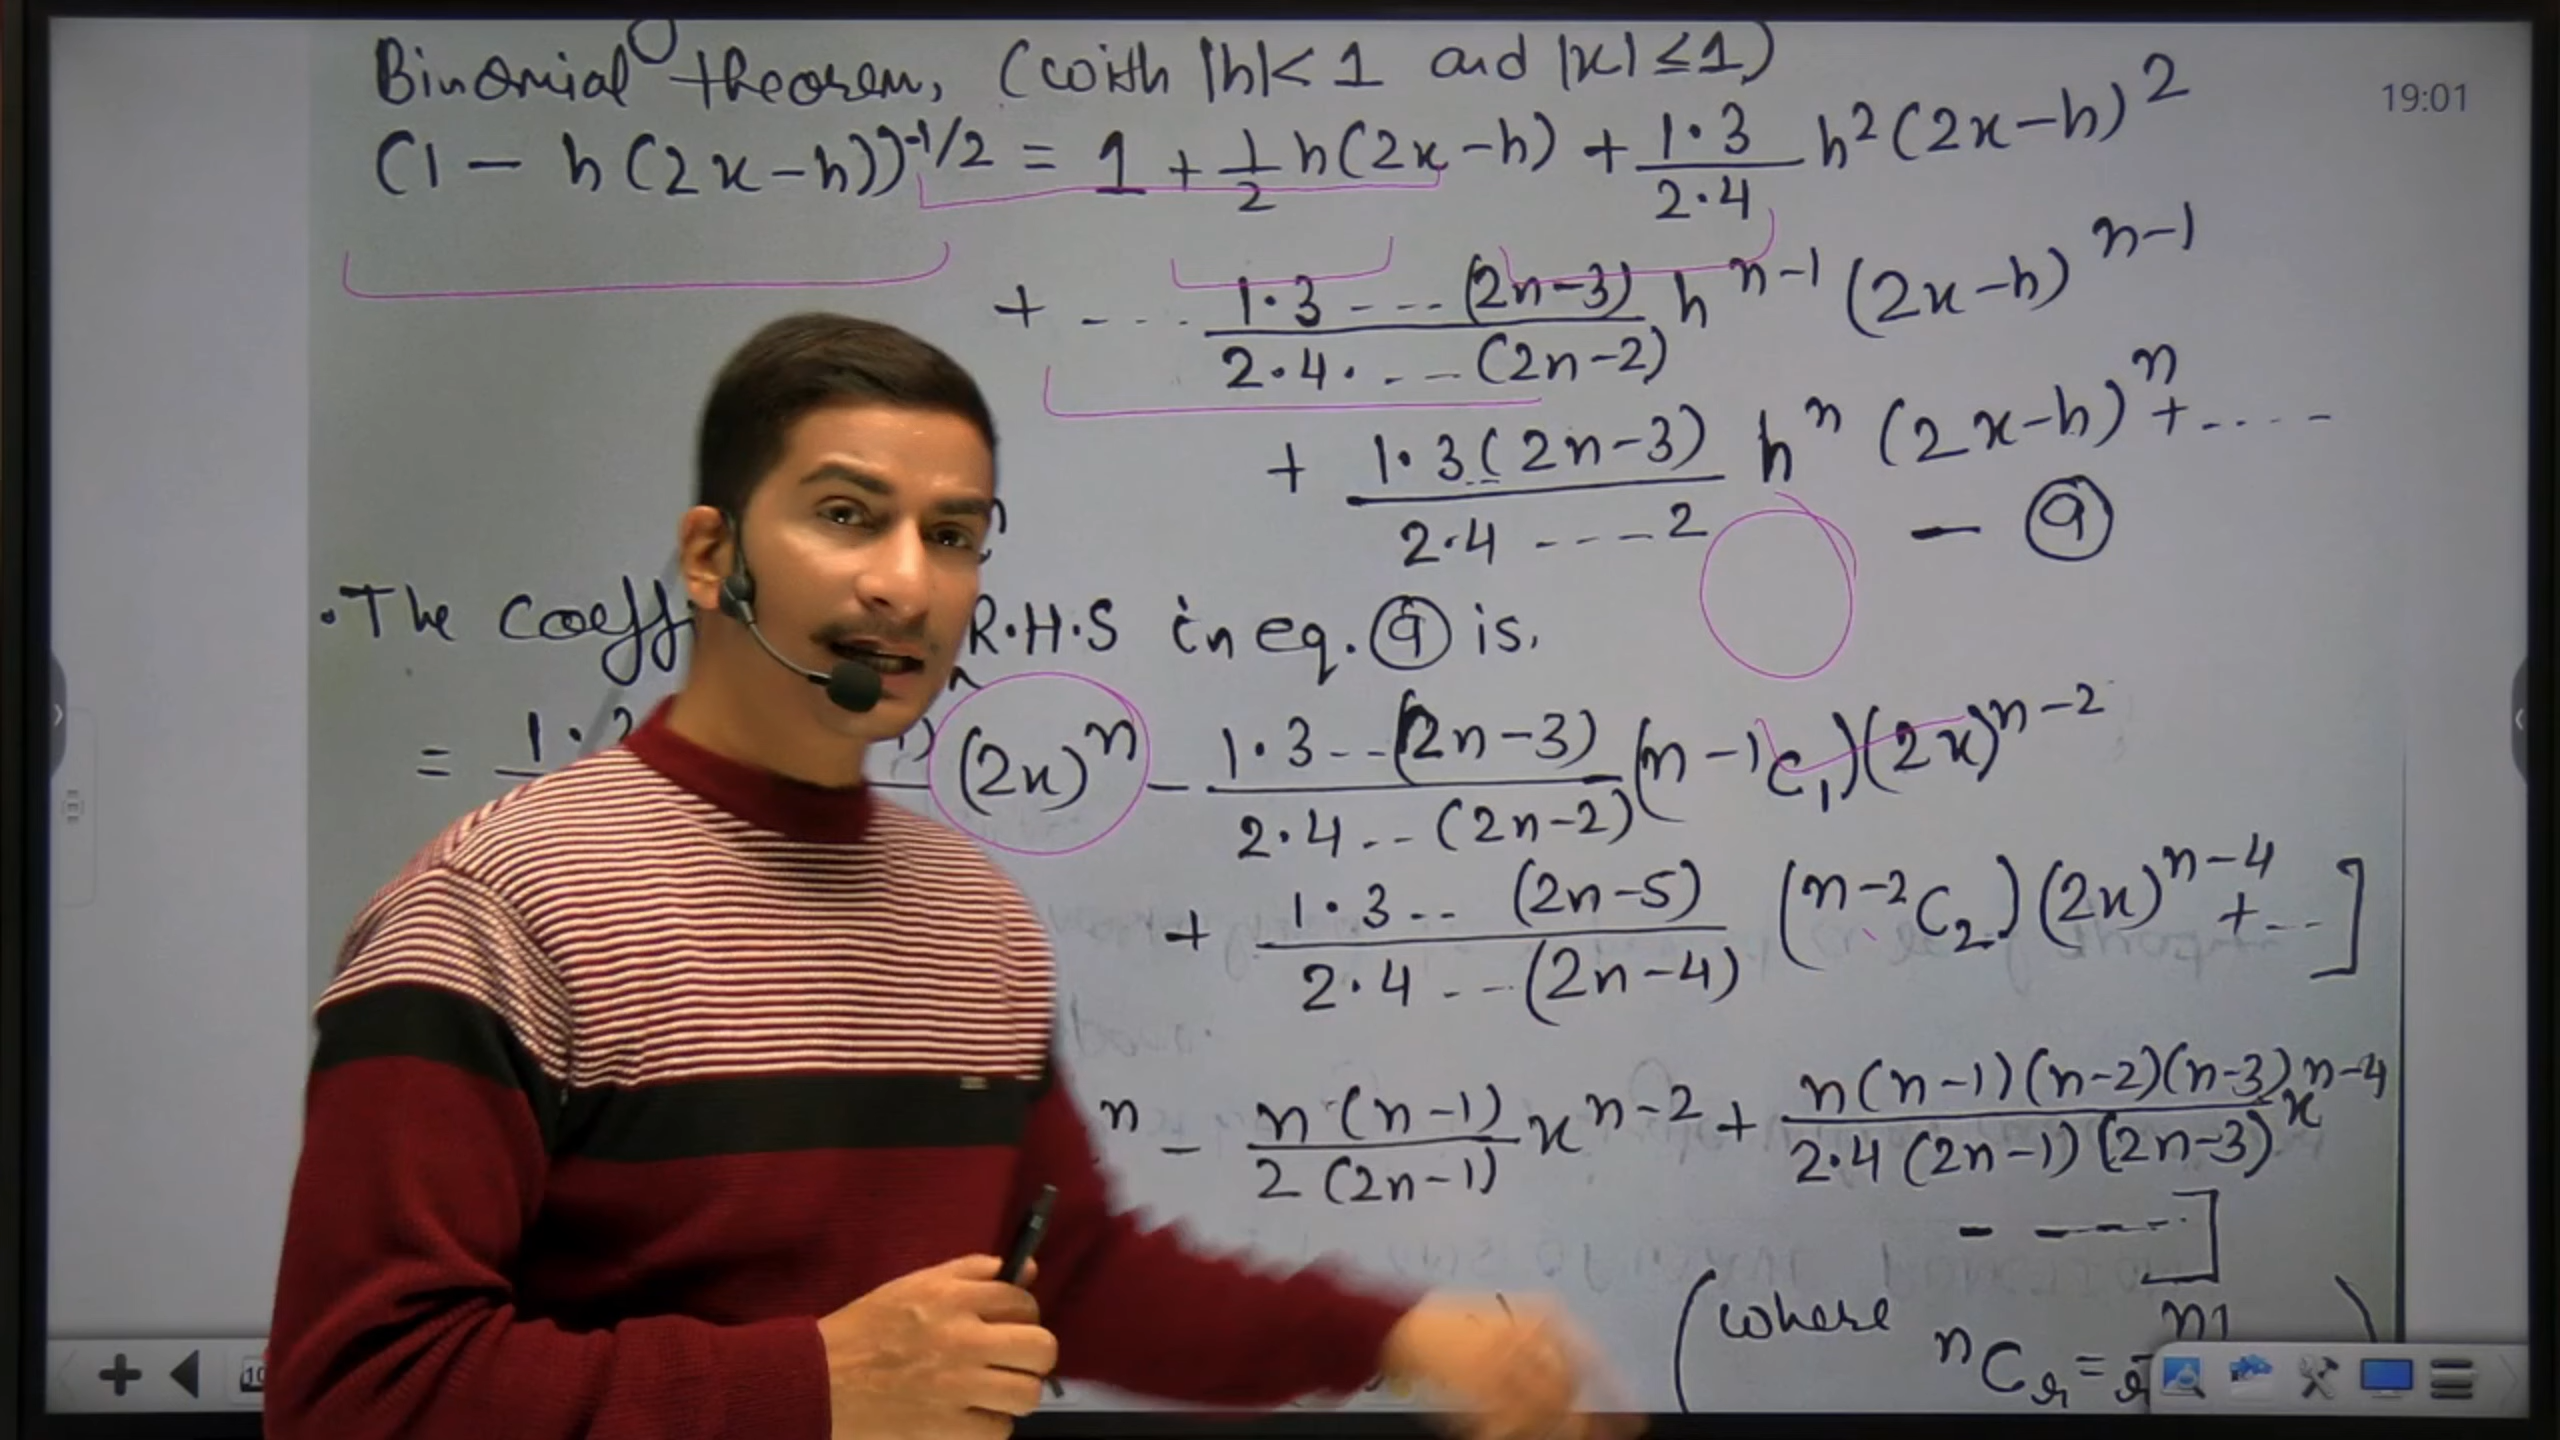 Binomial theorem, (with |h|< 1 and |x| ≤ 1)
19:01
(1 – h(2x–h))^-1/2 = 1 + 1/2 h(2x–h) + 1·3/2·4 h^2 (2x–h)^2
+ .... 1·3 --.. (2n–3)/2·4. .-- (2n–2) h^n–1 (2x–h)^n–1
+ 1·3..(2n–3)/2·4 ----2 h^n (2x–h)^n + .....
— (9)
·The coeff R·H·S in eq. (9) is,
= 1· (2x)^n – 1·3--(2n–3)/2·4..–(2n–2) (n–1C1)(2x)^n–2
+ 1·3.. (2n–5)/2·4 ..–(2n–4) (n–2C2)(2x)^n–4 +...]
n – n(n–1)/2(2n–1) x^n–2 + n(n–1)(n–2)(n–3)/2·4(2n–1)(2n–3) x^n–4
– ----]
(where nCr =
10